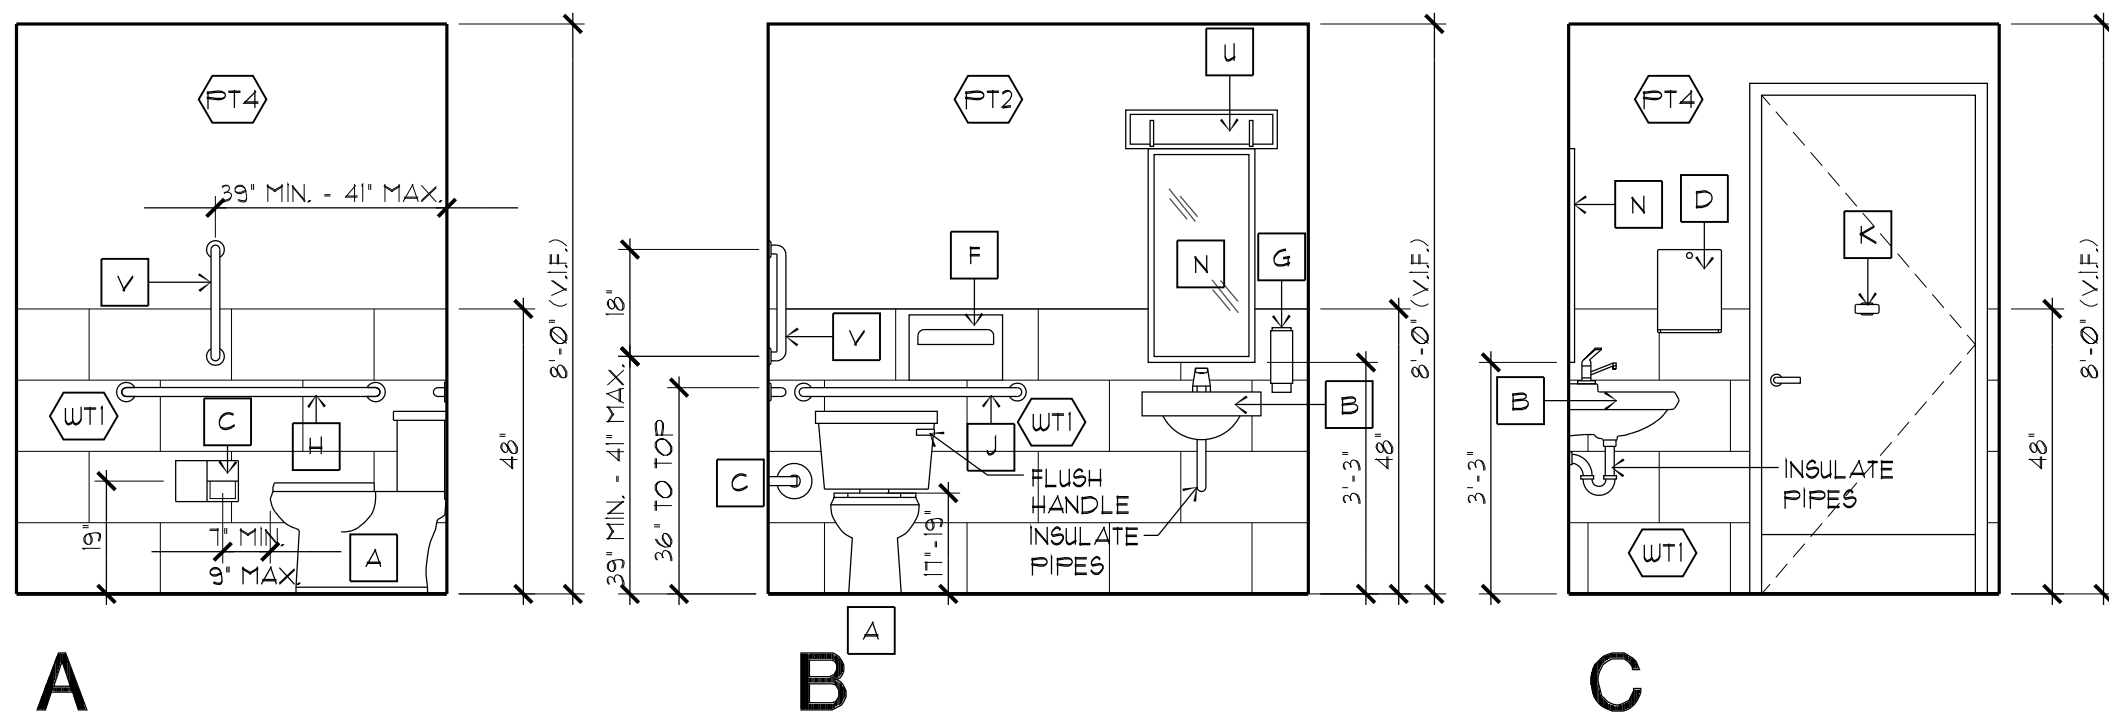 PT4
39" MIN. - 41" MAX.
V
8'-0" (V.I.F.)
WT1
C
H
48"
19"
7" MIN.
9" MAX.
A
A
PT2
U
F
N
G
18"
V
39" MIN. - 41" MAX.
36" TO TOP
WT1
J
B
C
FLUSH
HANDLE
INSULATE
PIPES
17"-19"
3'-3"
48"
8'-0" (V.I.F.)
A
B
PT4
N
D
K
B
3'-3"
INSULATE
PIPES
WT1
48"
8'-0" (V.I.F.)
C